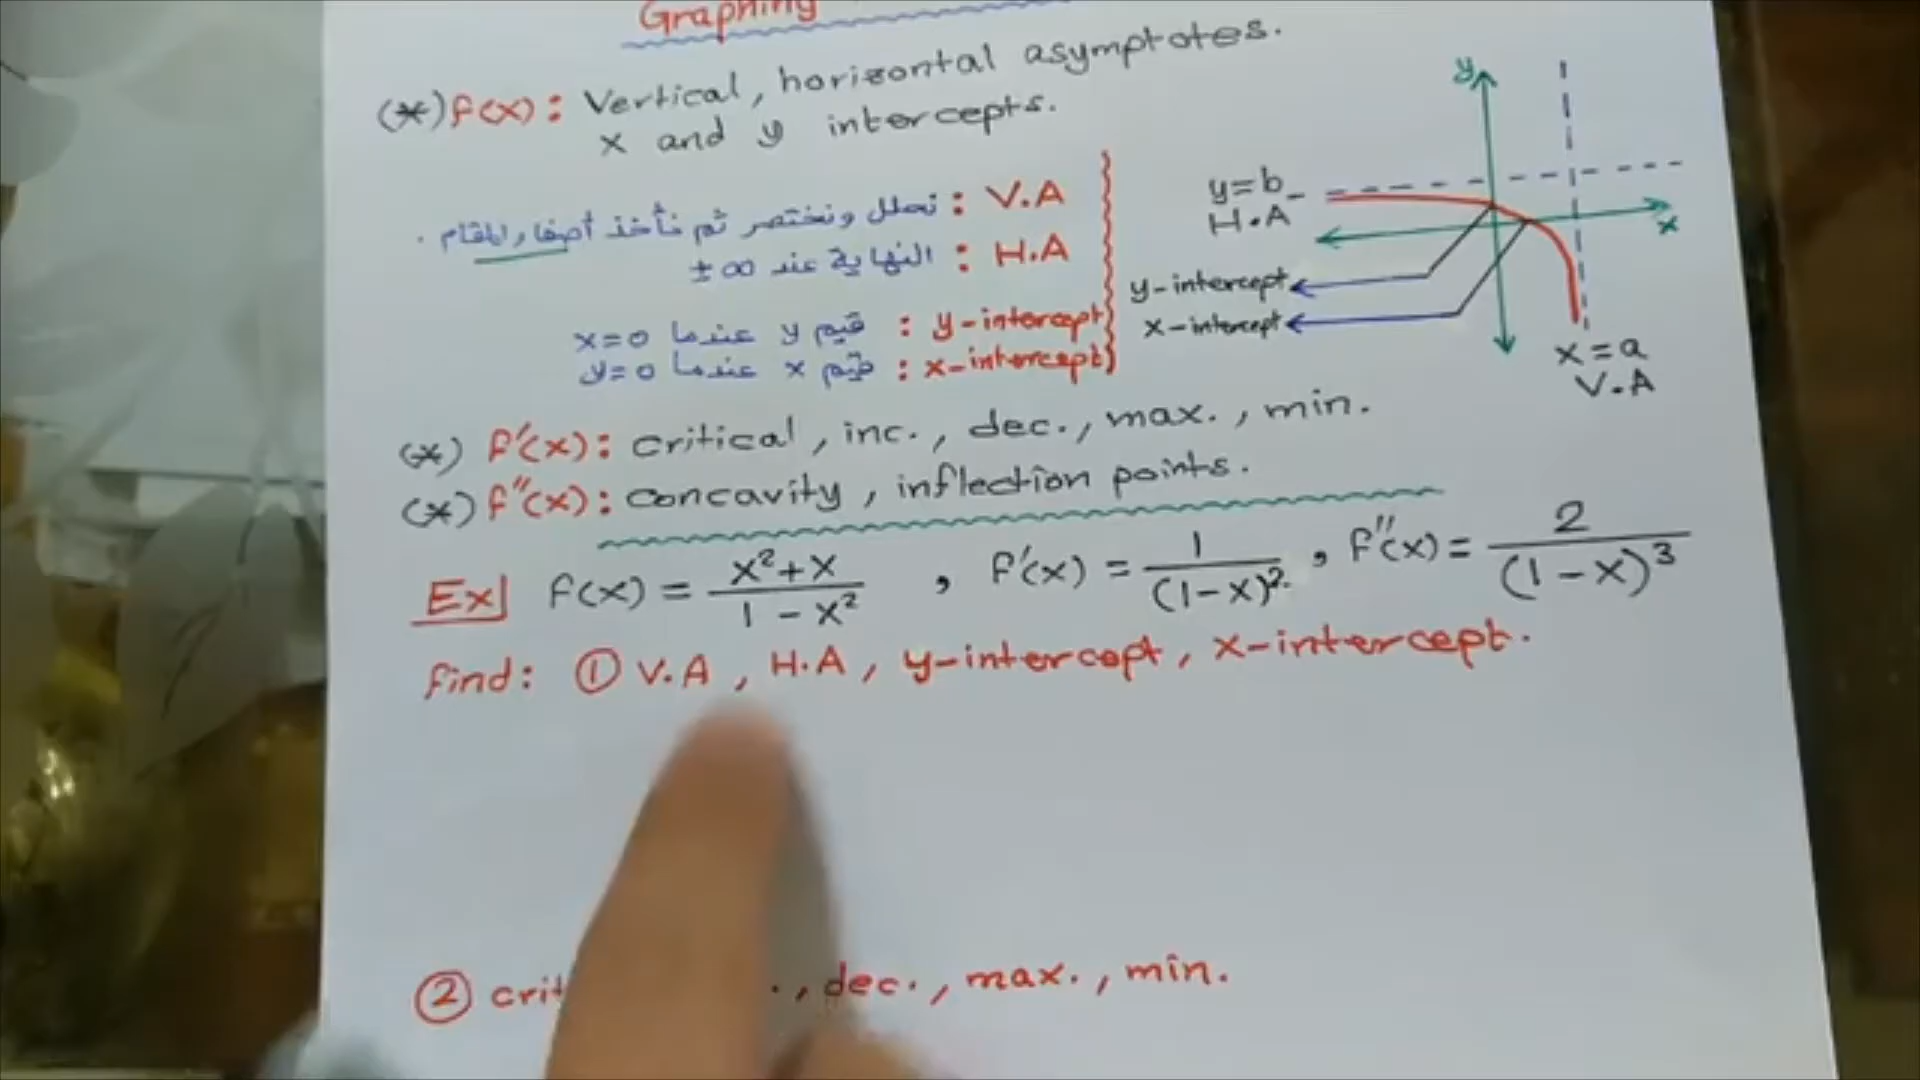 Graphing
(*) f(x): Vertical, horizontal asymptotes.
x and y intercepts.
V.A : نحلل ونختصر ثم نأخذ أصفار المقام .
H.A : النهاية عند ±∞
y-intercept : قيم y عندما x=0
x-intercept : قيم x عندما y=0
y
y=b
H.A
x
y-intercept
x-intercept
x=a
V.A
(*) f'(x): critical, inc., dec., max., min.
(*) f''(x): concavity, inflection points.
Ex] f(x) = (x²+x)/(1-x²) , f'(x) = 1/(1-x)² , f''(x) = 2/(1-x)³
Find: ① V.A, H.A, y-intercept, x-intercept.
② ., dec., max., min.